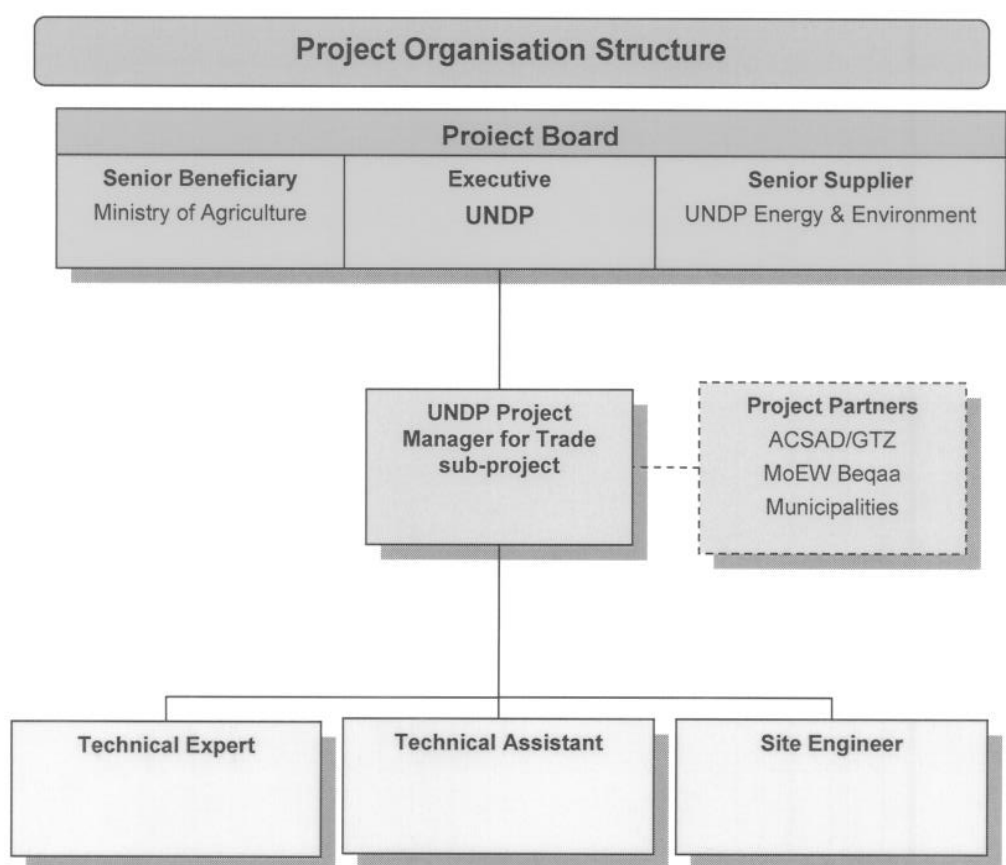 Project Organisation Structure
Project Board
Senior Beneficiary
Ministry of Agriculture
Executive
UNDP
Senior Supplier
UNDP Energy & Environment
UNDP Project
Manager for Trade
sub-project
Project Partners
ACSAD/GTZ
MoEW Beqaa
Municipalities
Technical Expert
Technical Assistant
Site Engineer